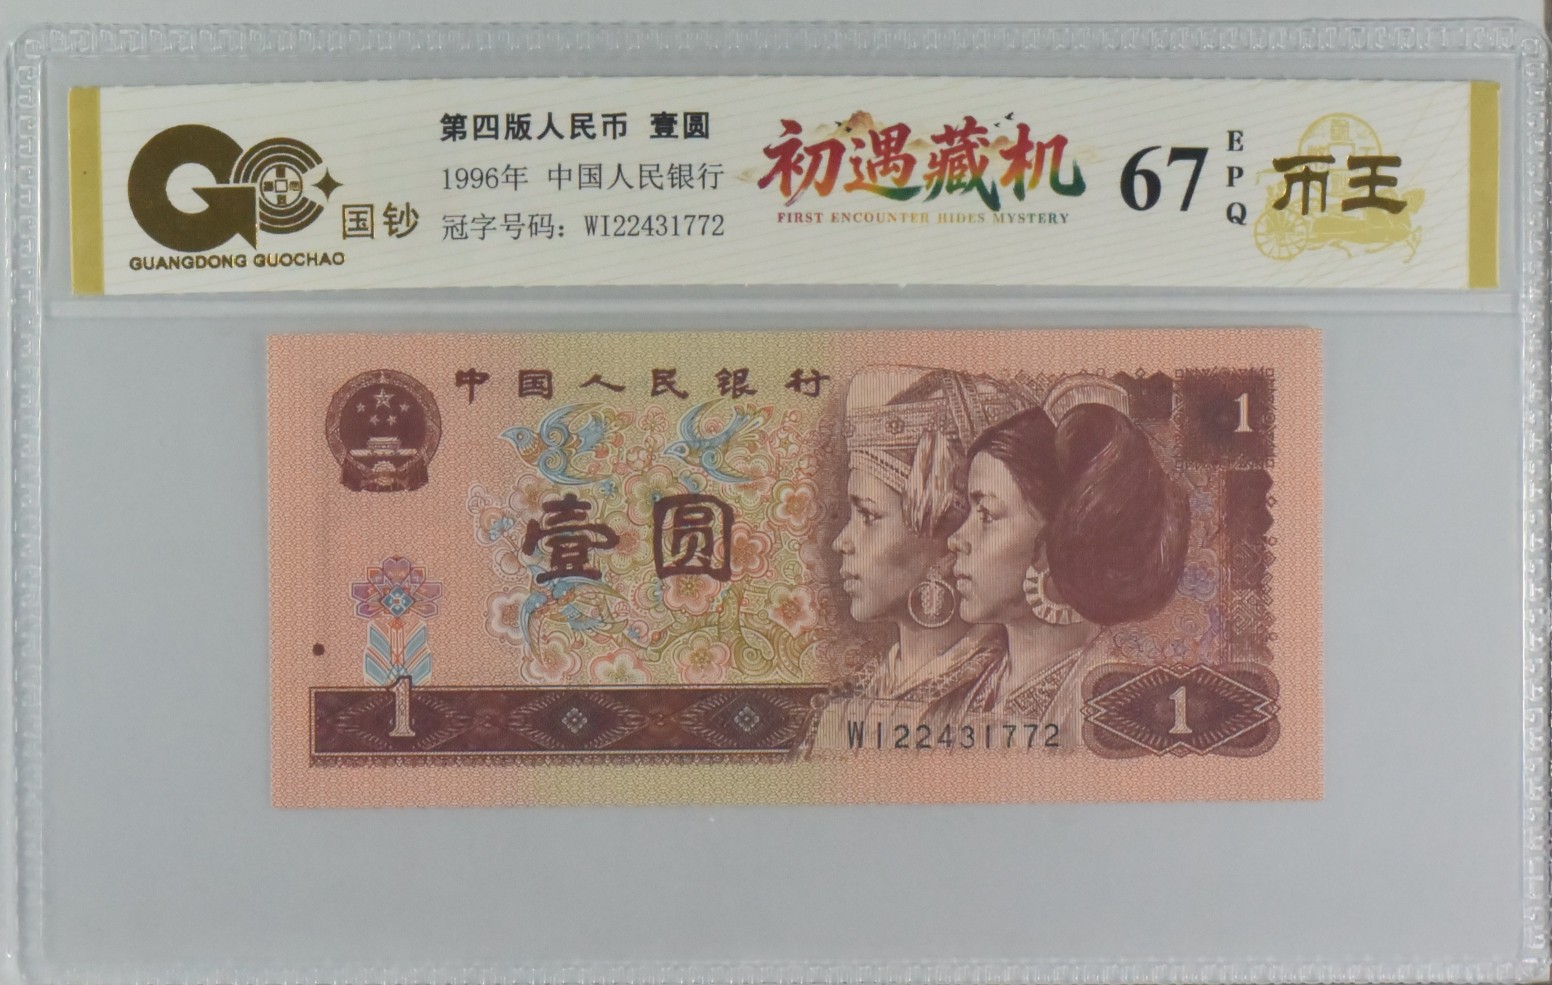 GC
国钞
GUANGDONG GUOCHAO
第四版人民币 壹圆
1996年 中国人民银行
冠字号码：WI22431772
初遇藏机
FIRST ENCOUNTER HIDES MYSTERY
67
EPQ
币王
中国人民银行
1
壹圆
1
WI22431772
1